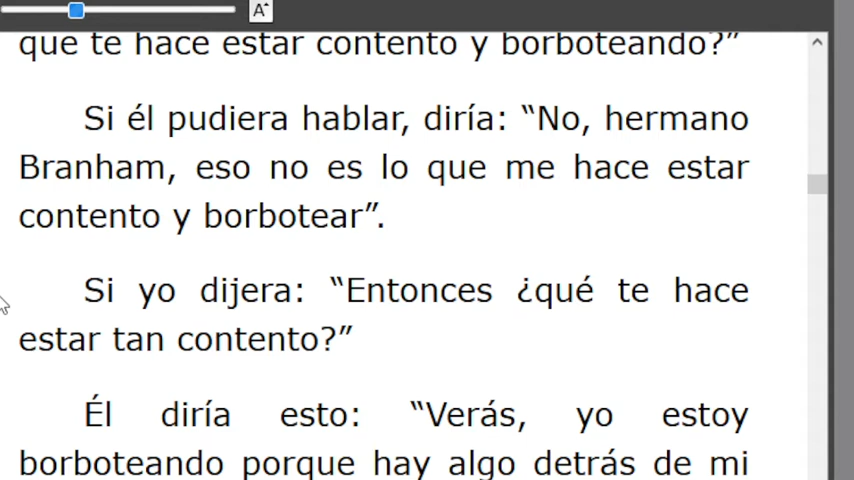 A
que te hace estar contento y borboteando?”
Si él pudiera hablar, diría: “No, hermano
Branham, eso no es lo que me hace estar
contento y borbotear”.
Si yo dijera: “Entonces ¿qué te hace
estar tan contento?”
Él diría esto: “Verás, yo estoy
borboteando porque hay algo detrás de mi